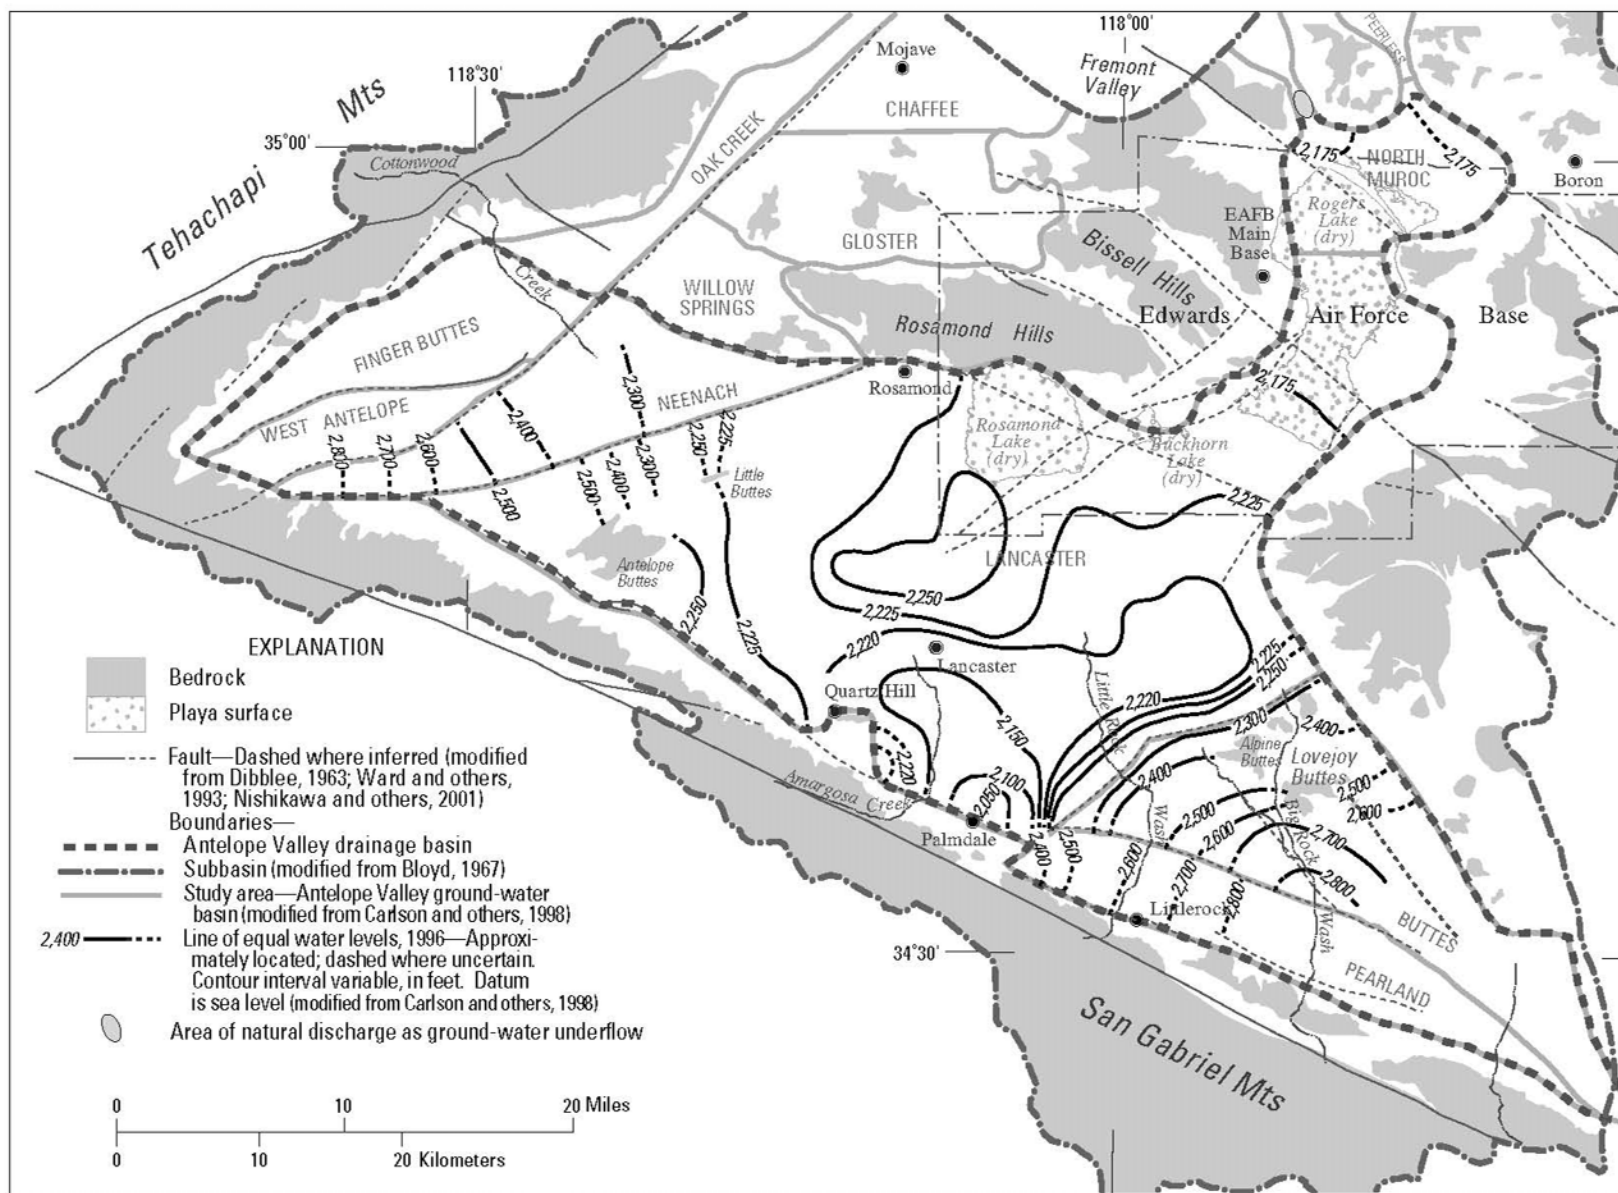 118°00'
Mojave
PEERLESS
Fremont
Valley
118°30'
Tehachapi Mts
CHAFFEE
35°00'
Cottonwood
Creek
OAK CREEK
2,175
NORTH
MUROC
2,175
Boron
Rogers
Lake
(dry)
EAFB
Main
Base
GLOSTER
Bissell Hills
WILLOW
SPRINGS
Rosamond Hills
Edwards Air Force Base
FINGER BUTTES
Rosamond
2,175
NEENACH
2,300
WEST ANTELOPE
2,400
2,225
2,250
Rosamond
Lake
(dry)
Buckhorn
Lake
(dry)
2,800
2,700
2,600
2,500
2,500
2,400
2,300
Little
Buttes
2,225
LANCASTER
Antelope
Buttes
2,250
2,225
2,250
2,225
2,220
Lancaster
2,225
2,250
Quartz Hill
Little Rock
Wash
2,220
2,300
2,400
2,150
Alpine
Buttes
Lovejoy
Buttes
2,220
2,100
2,050
2,400
2,500
2,600
Amargosa Creek
Palmdale
2,500
2,600
2,700
2,800
Big Rock
Wash
2,400
2,500
2,600
2,700
2,800
Littlerock
BUTTES
PEARLAND
34°30'
San Gabriel Mts
EXPLANATION
Bedrock
Playa surface
Fault—Dashed where inferred (modified
from Dibblee, 1963; Ward and others,
1993; Nishikawa and others, 2001)
Boundaries—
Antelope Valley drainage basin
Subbasin (modified from Bloyd, 1967)
Study area—Antelope Valley ground-water
basin (modified from Carlson and others, 1998)
2,400
Line of equal water levels, 1996—Approxi-
mately located; dashed where uncertain.
Contour interval variable, in feet. Datum
is sea level (modified from Carlson and others, 1998)
Area of natural discharge as ground-water underflow
0 10 20 Miles
0 10 20 Kilometers